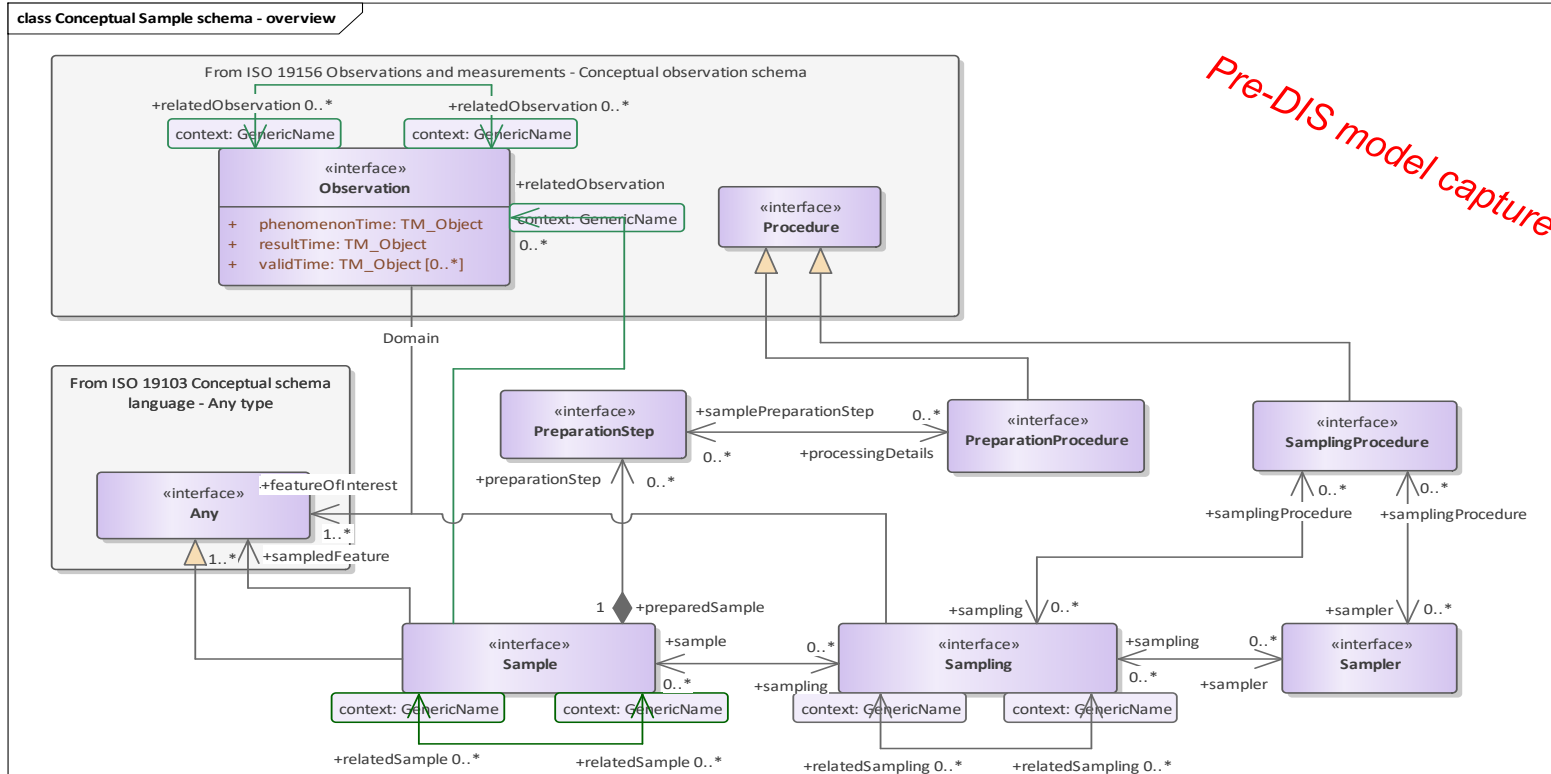 class Conceptual Sample schema - overview
Pre-DIS model capture
From ISO 19156 Observations and measurements - Conceptual observation schema
+relatedObservation 0..*
+relatedObservation 0..*
context: GenericName
context: GenericName
«interface»
Observation
+ phenomenonTime: TM_Object
+ resultTime: TM_Object
+ validTime: TM_Object [0..*]
+relatedObservation
context: GenericName
0..*
«interface»
Procedure
Domain
From ISO 19103 Conceptual schema
language - Any type
«interface»
Any
+featureOfInterest
1..*
1..*
+sampledFeature
«interface»
PreparationStep
+samplePreparationStep
0..*
0..*
+processingDetails
«interface»
PreparationProcedure
«interface»
SamplingProcedure
+preparationStep
0..*
0..*
+samplingProcedure
0..*
+samplingProcedure
1
+preparedSample
+sampling
0..*
+sampler
0..*
«interface»
Sample
+sample
0..*
0..*
+sampling
«interface»
Sampling
+sampling
0..*
0..*
+sampler
«interface»
Sampler
context: GenericName
context: GenericName
context: GenericName
context: GenericName
+relatedSample 0..*
+relatedSample 0..*
+relatedSampling 0..*
+relatedSampling 0..*